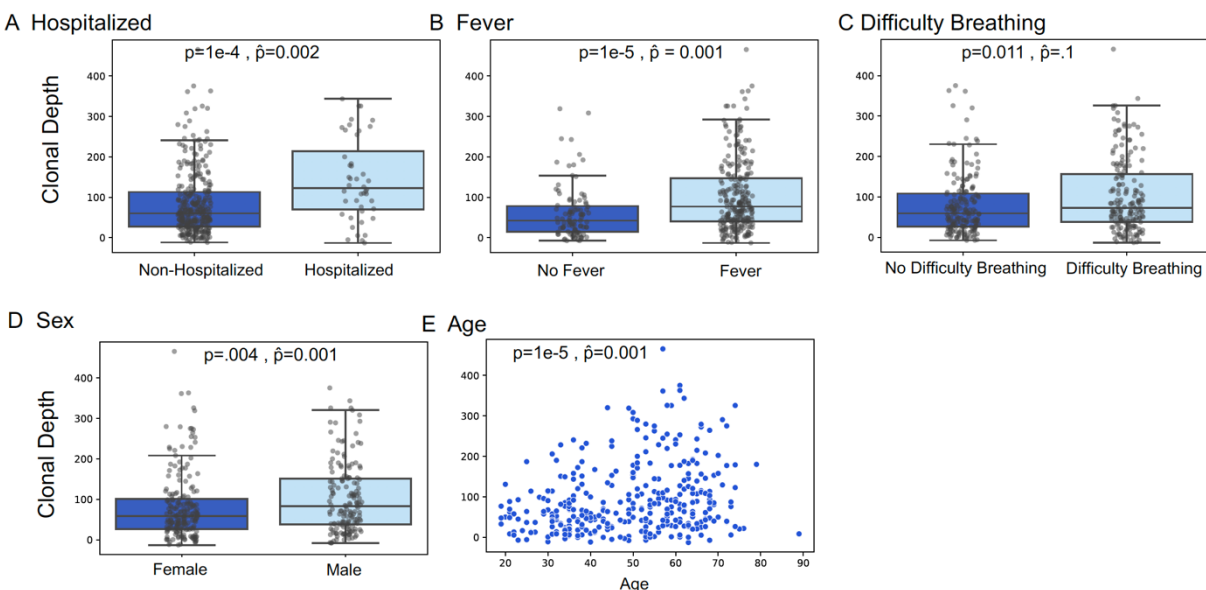 A Hospitalized
p=1e-4 , p̂=0.002
Clonal Depth
400
300
200
100
0
Non-Hospitalized
Hospitalized
B Fever
p=1e-5 , p̂ = 0.001
400
300
200
100
0
No Fever
Fever
C Difficulty Breathing
p=0.011 , p̂=.1
400
300
200
100
0
No Difficulty Breathing
Difficulty Breathing
D Sex
p=.004 , p̂=0.001
Clonal Depth
400
300
200
100
0
Female
Male
E Age
p=1e-5 , p̂=0.001
400
300
200
100
0
20 30 40 50 60 70 80 90
Age